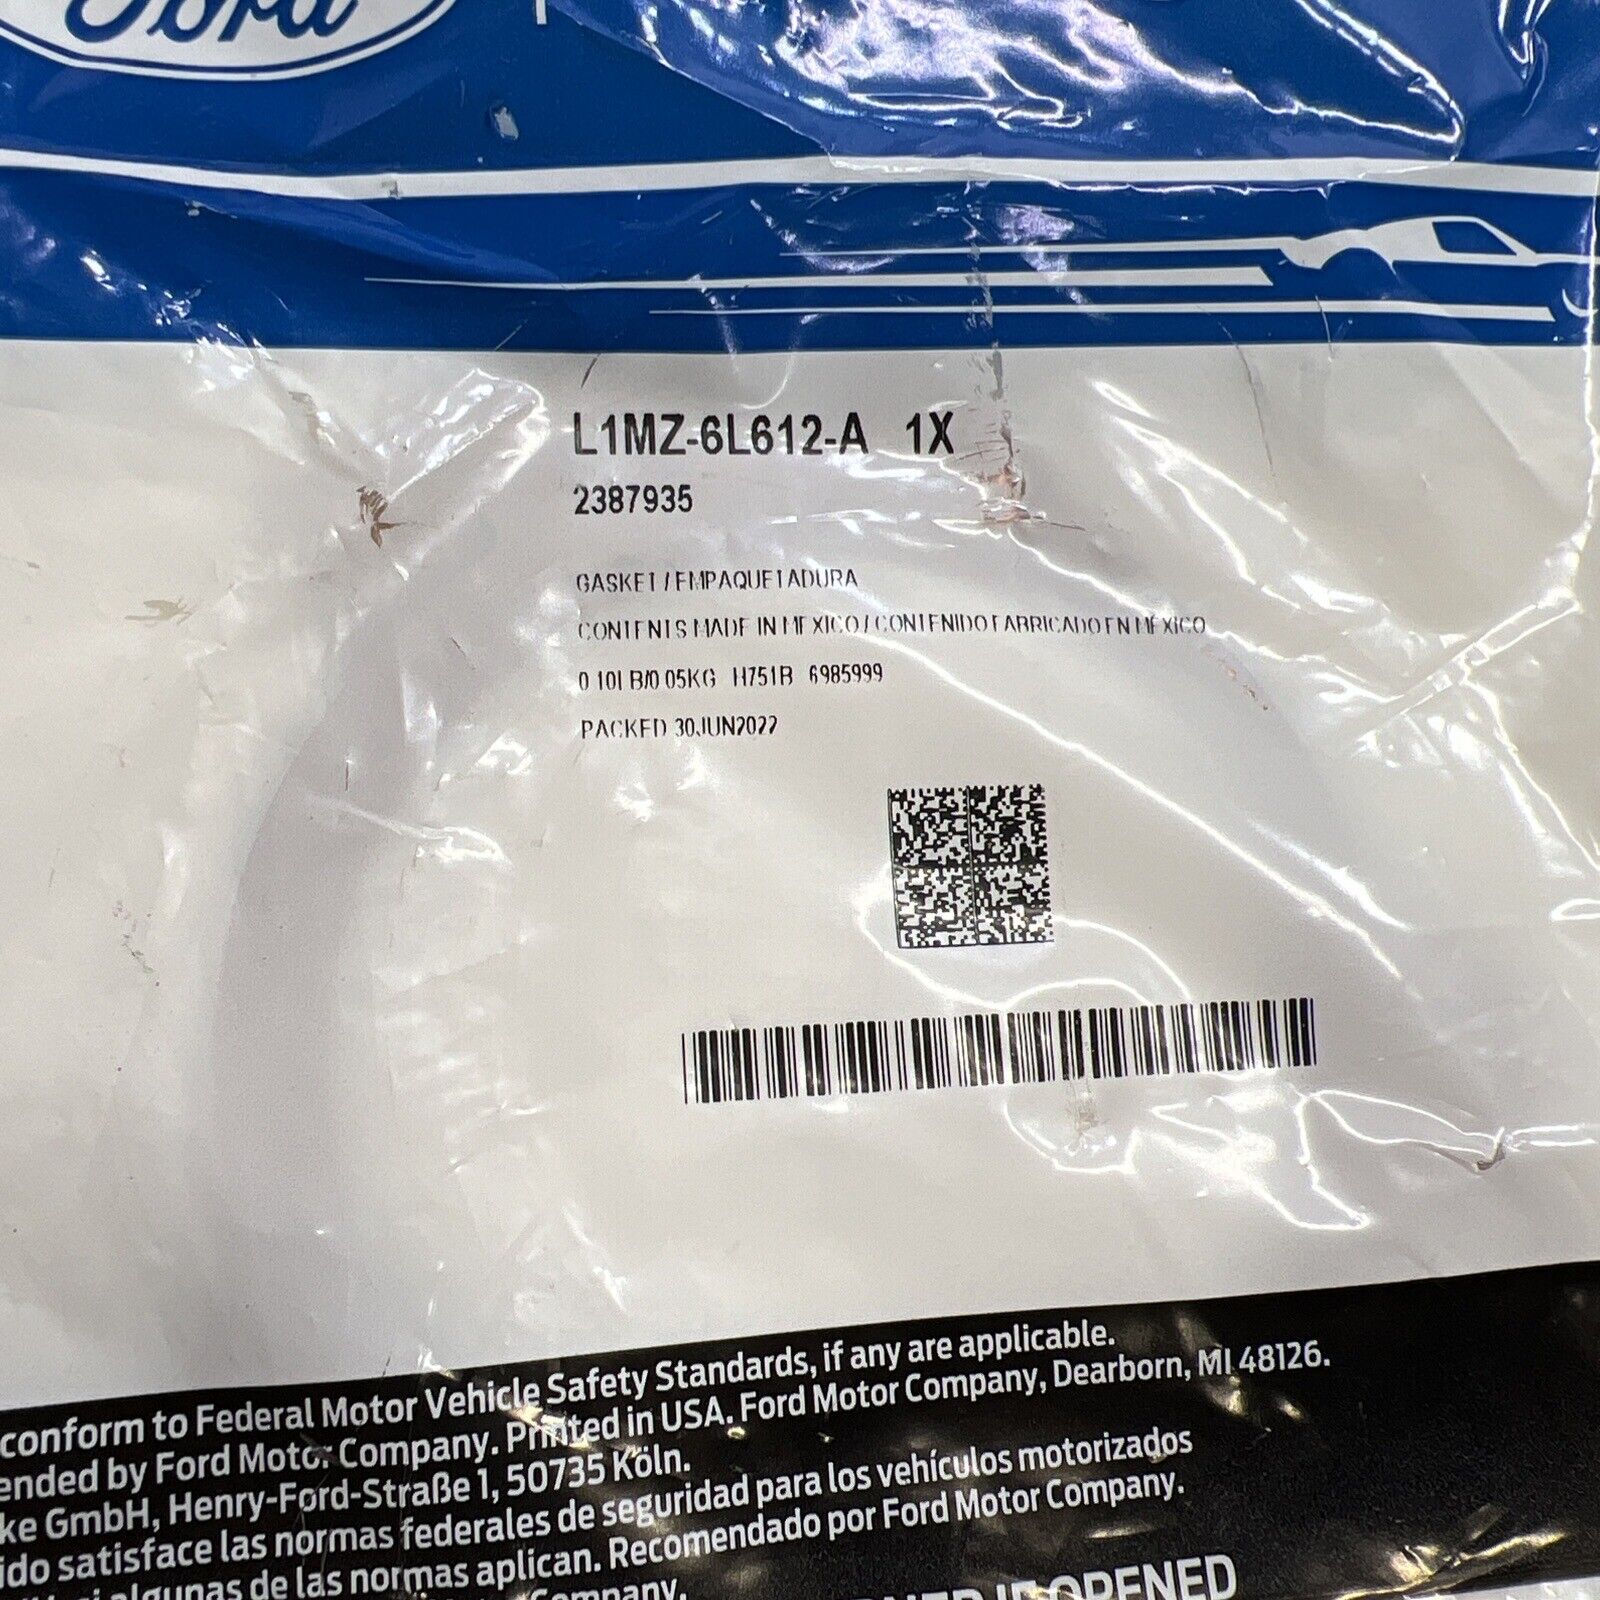 Ford
L1MZ-6L612-A 1X
2387935
GASKET / EMPAQUETADURA
CONTENTS MADE IN MEXICO / CONTENIDO FABRICADO EN MEXICO
0.10LB/0.05KG H751B 6985999
PACKED 30JUN2022
conform to Federal Motor Vehicle Safety Standards, if any are applicable.
ended by Ford Motor Company. Printed in USA. Ford Motor Company, Dearborn, MI 48126.
ke GmbH, Henry-Ford-Straße 1, 50735 Köln.
ido satisface las normas federales de seguridad para los vehículos motorizados
si algunas de las normas aplican. Recomendado por Ford Motor Company.
Company.
IF OPENED